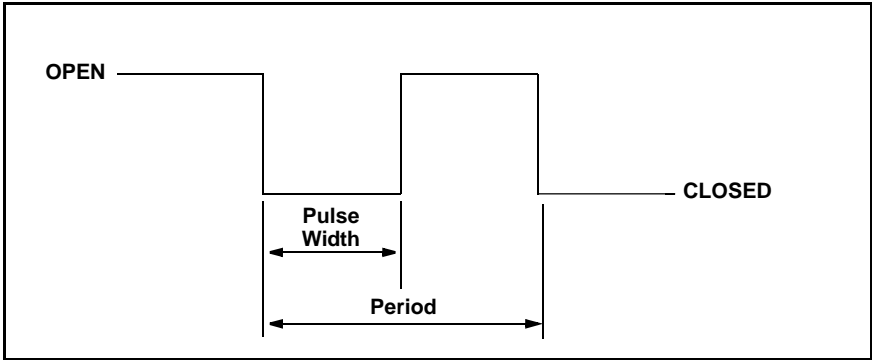 OPEN
CLOSED
Pulse
Width
Period